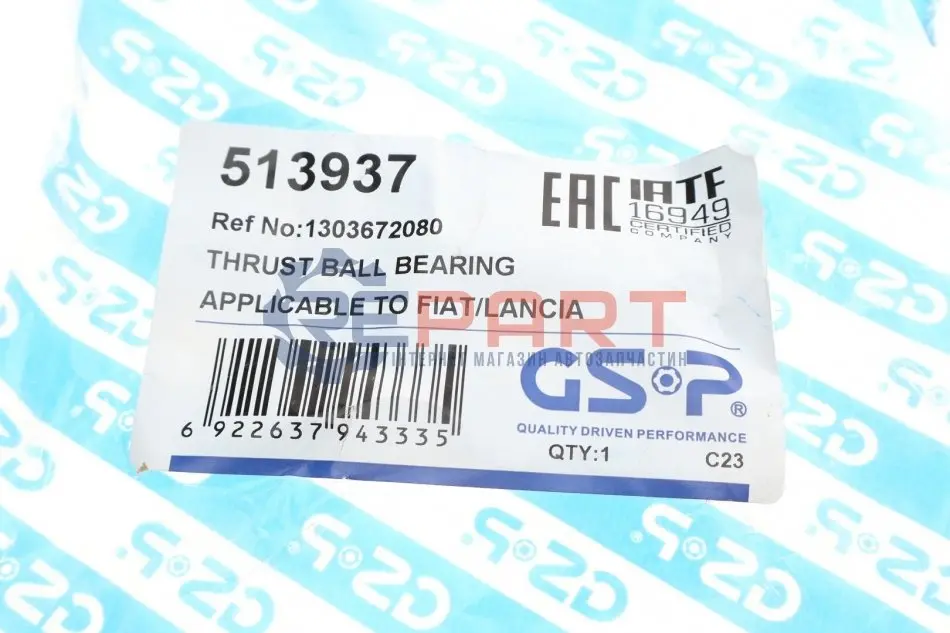 513937
EAC
IATF
16949
CERTIFIED
COMPANY
Ref No:1303672080
THRUST BALL BEARING
APPLICABLE TO FIAT/LANCIA
EPART
ІНТЕРНЕТ МАГАЗИН АВТОЗАПЧАСТИН
GSP®
QUALITY DRIVEN PERFORMANCE
6 922637 943335
QTY:1
C23